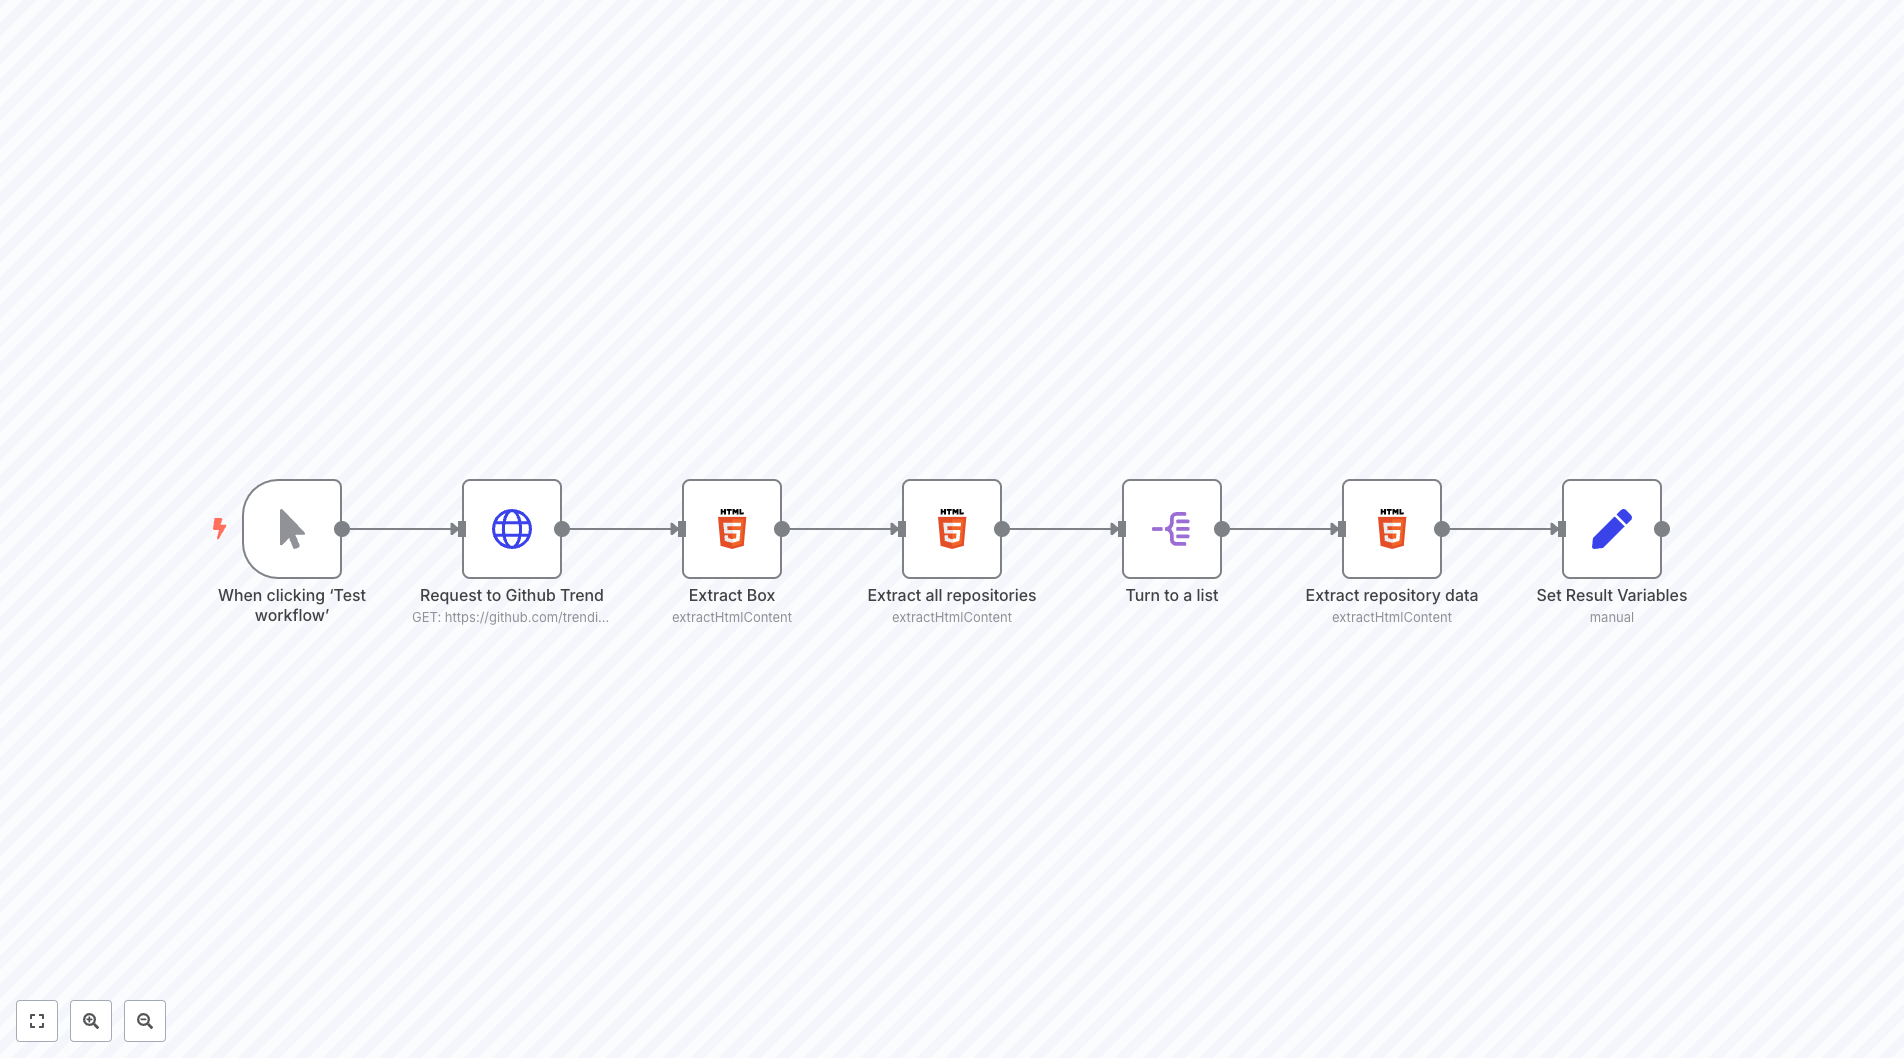 HTML
HTML
HTML
When clicking ‘Test
workflow’
Request to Github Trend
GET: https://github.com/trendi...
Extract Box
extractHtmlContent
Extract all repositories
extractHtmlContent
Turn to a list
Extract repository data
extractHtmlContent
Set Result Variables
manual